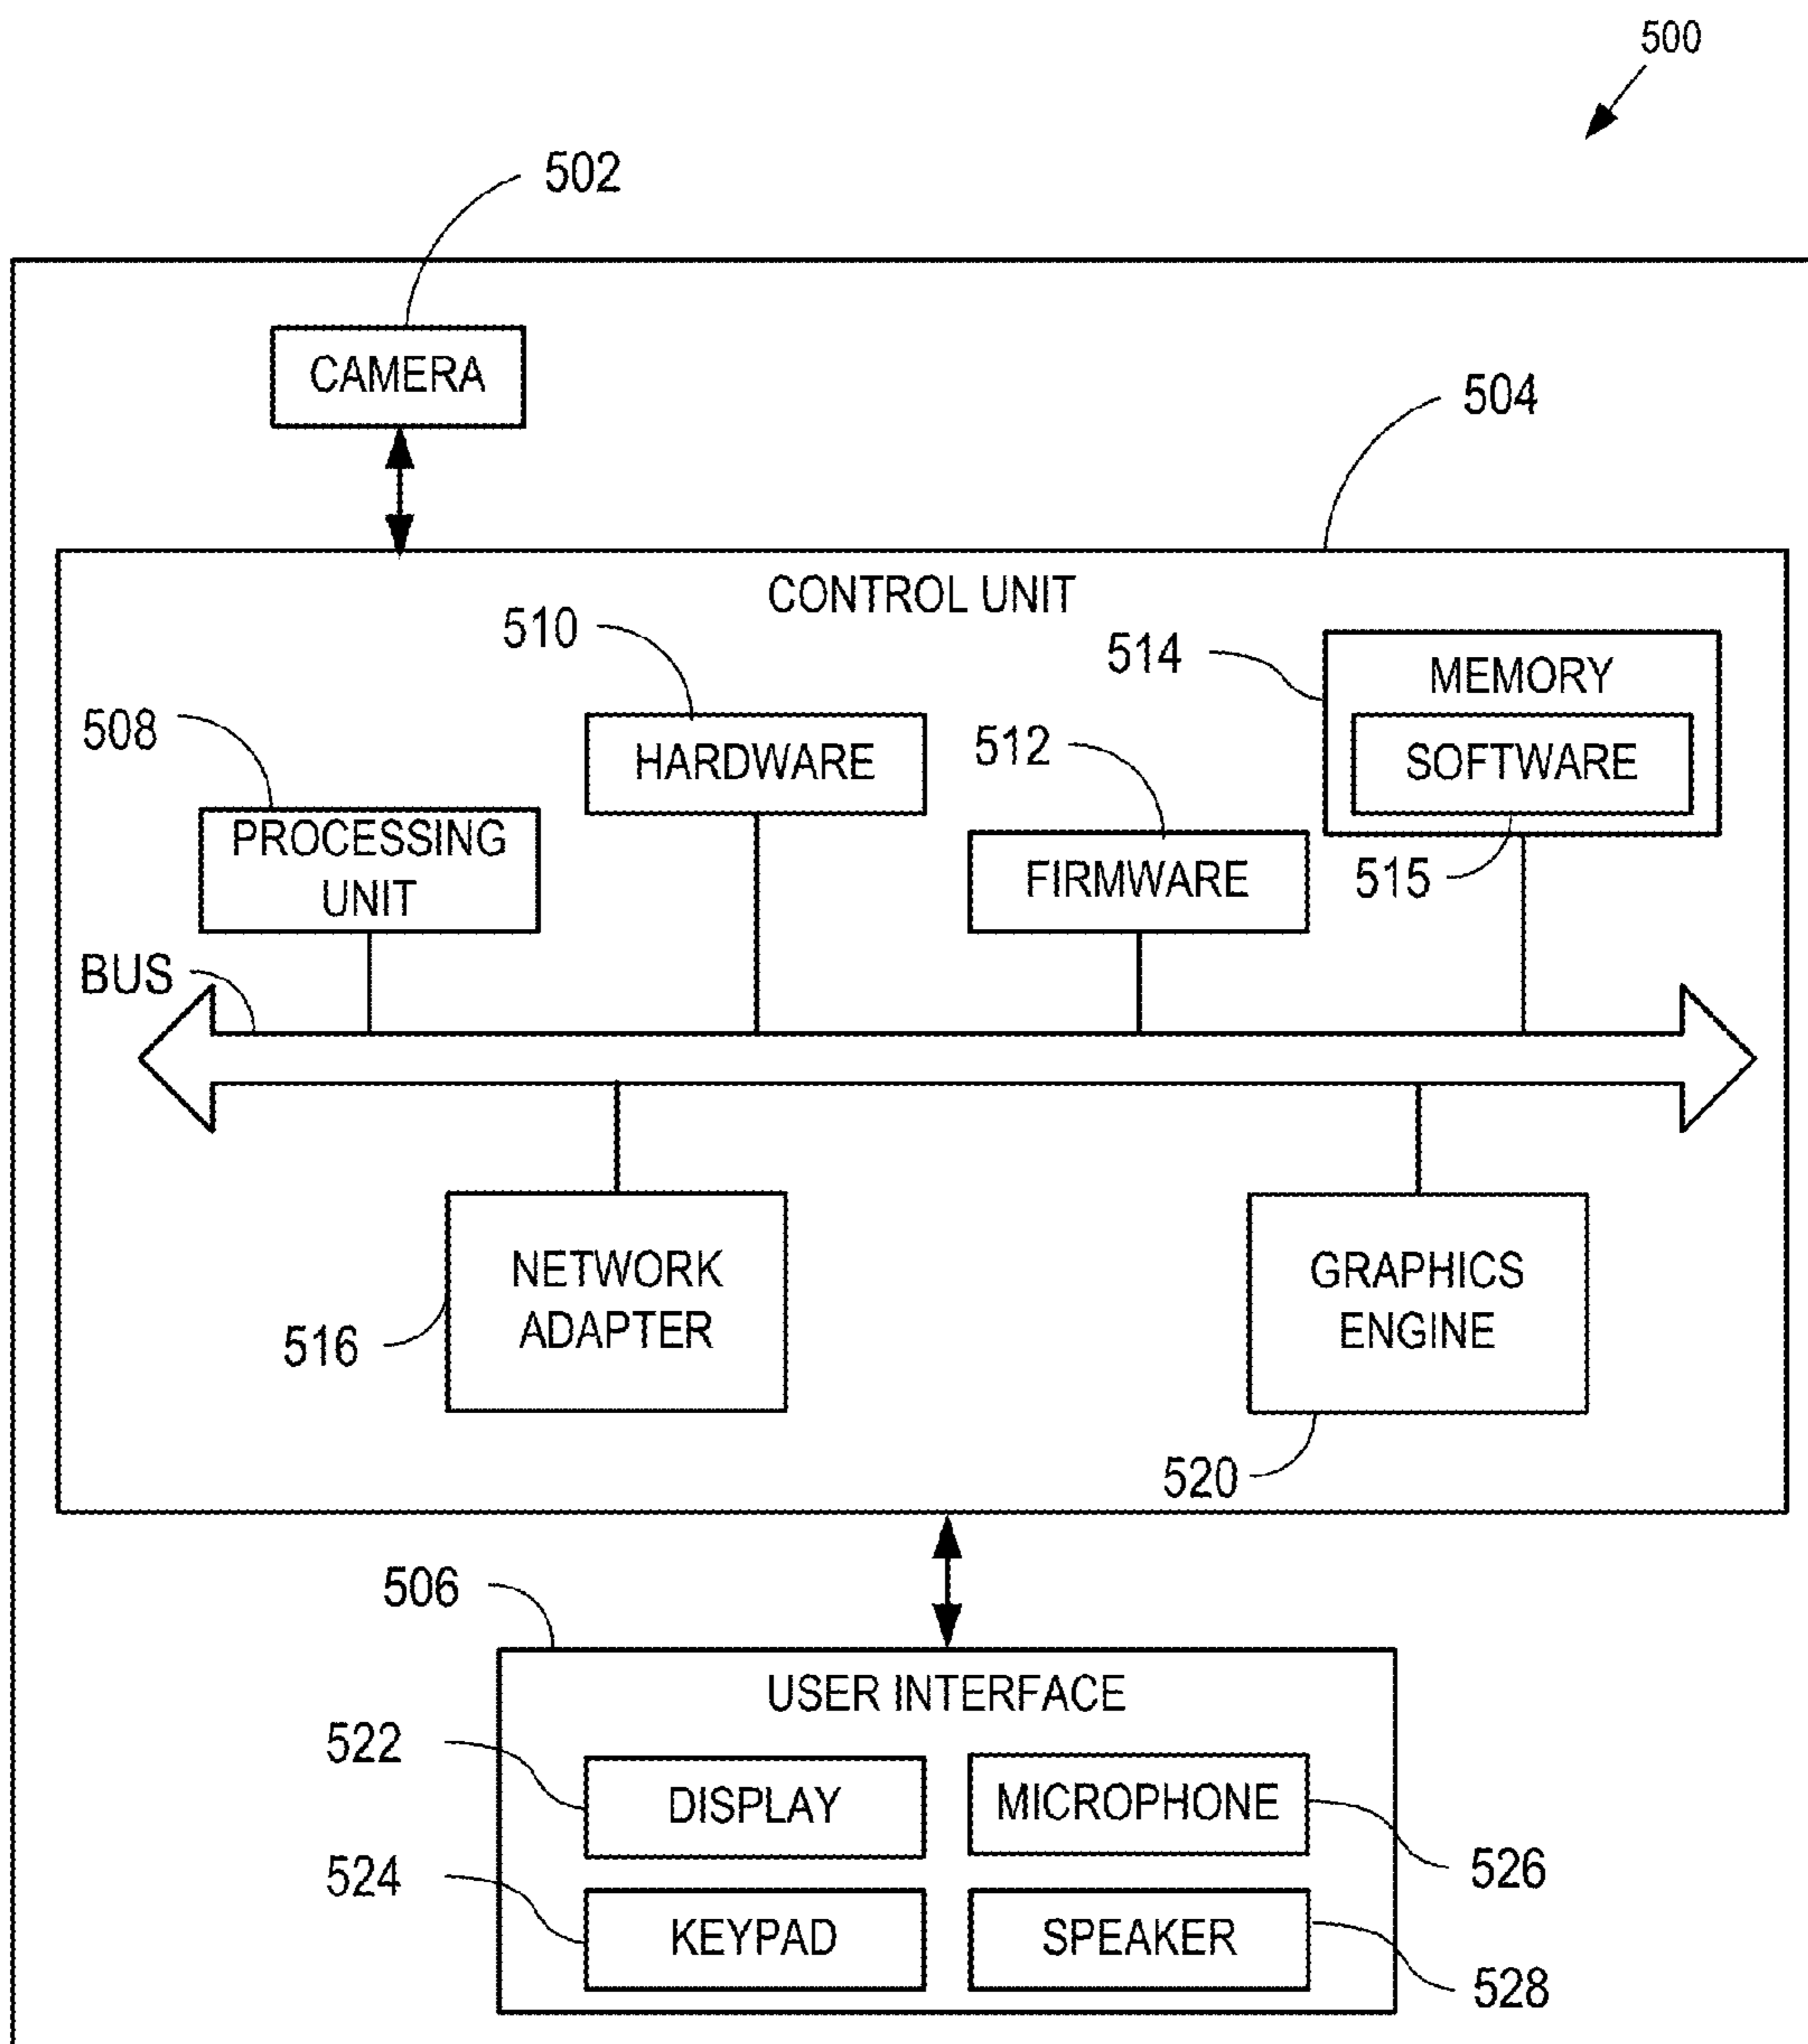 500
502
CAMERA
504
CONTROL UNIT
510
514
MEMORY
508
HARDWARE
512
SOFTWARE
PROCESSING
UNIT
FIRMWARE
515
BUS
NETWORK
ADAPTER
516
GRAPHICS
ENGINE
520
506
USER INTERFACE
522
DISPLAY
MICROPHONE
526
524
KEYPAD
SPEAKER
528